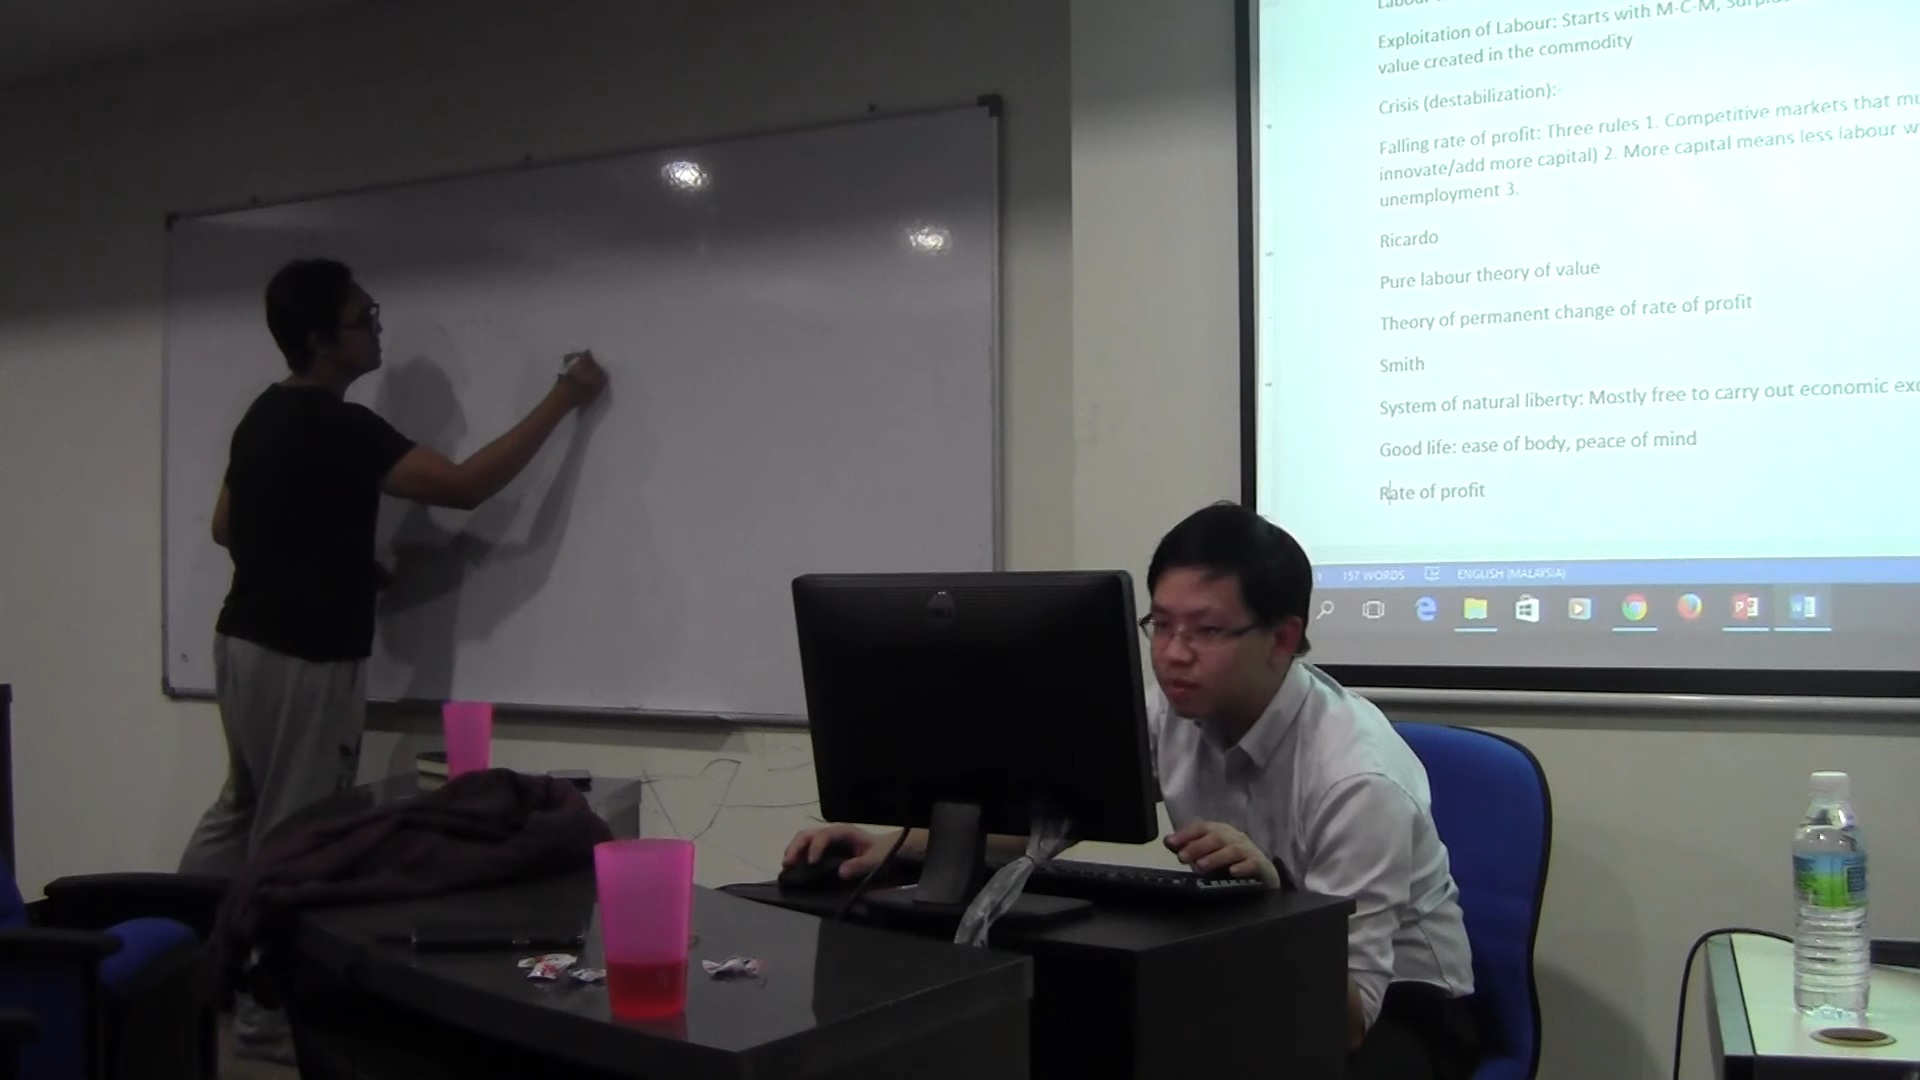 Labour
Exploitation of Labour: Starts with M-C-M,
value created in the commodity
Crisis (destabilization):-
Falling rate of profit: Three rules 1. Competitive markets that
innovate/add more capital) 2. More capital means less labour
unemployment 3.
Ricardo
Pure labour theory of value
Theory of permanent change of rate of profit
Smith
System of natural liberty: Mostly free to carry out economic
Good life: ease of body, peace of mind
Rate of profit
157 WORDS ENGLISH (MALAYSIA)